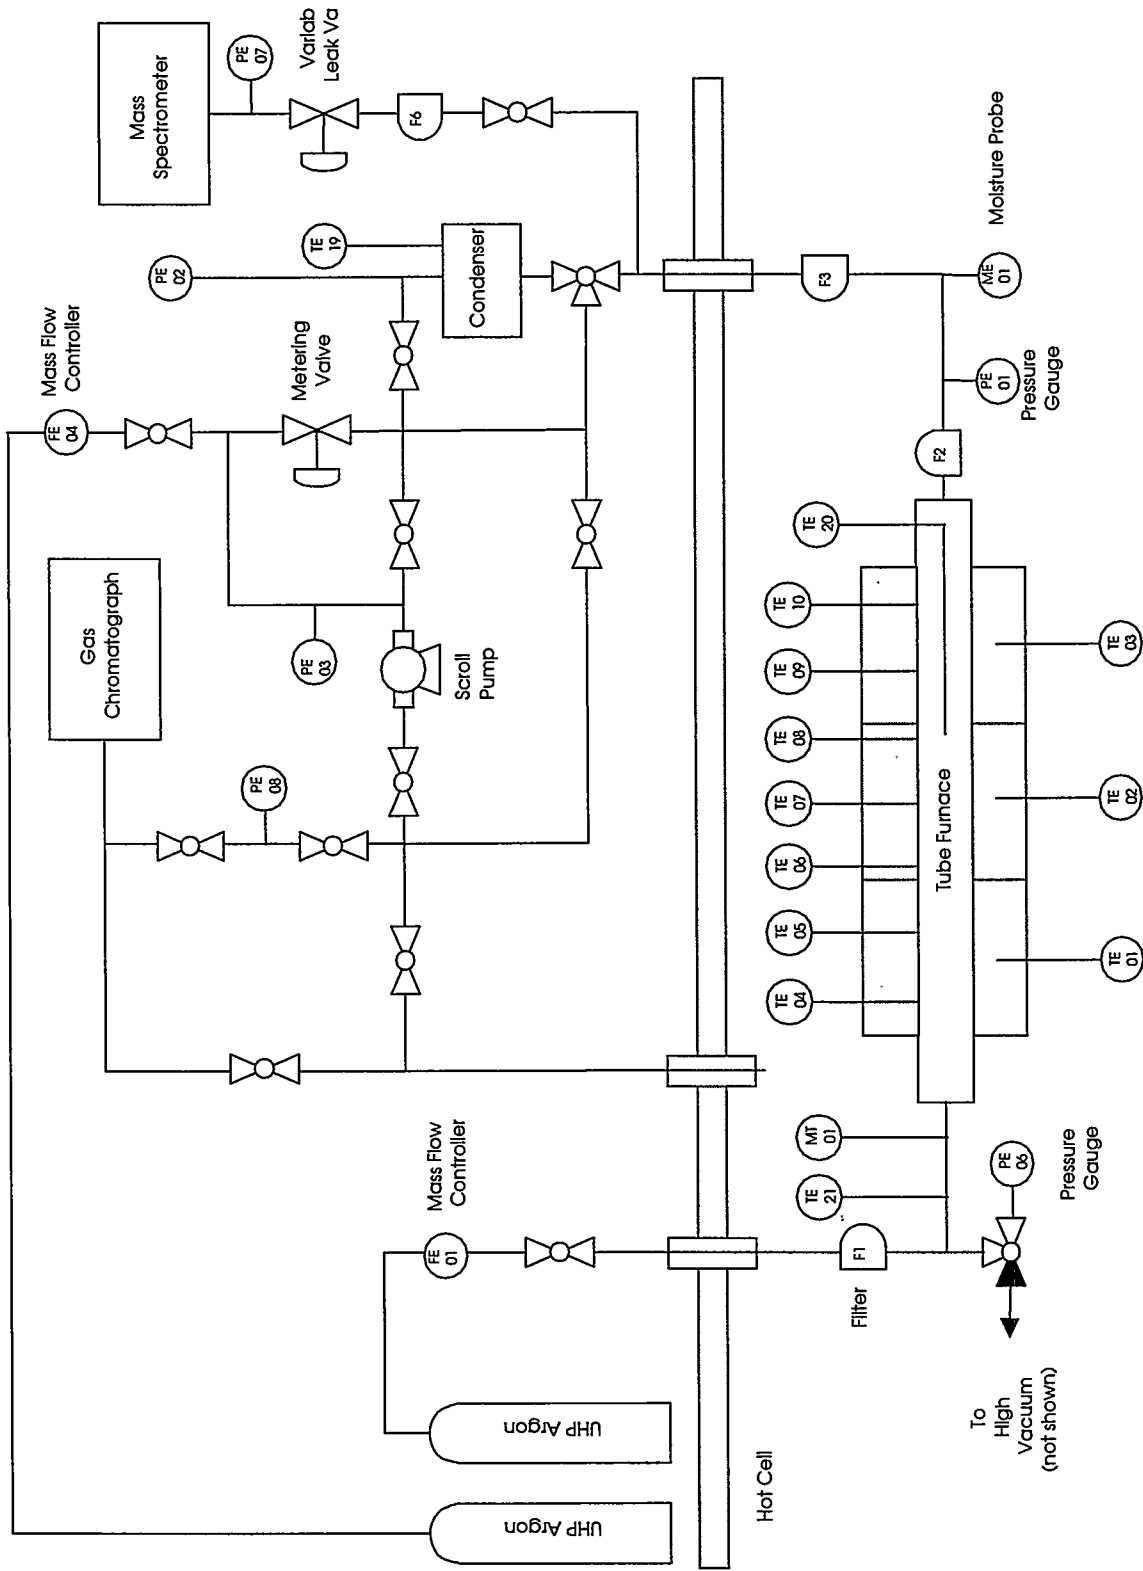 Mass
Spectrometer
PE
07
Variab
Leak Va
F6
TE
19
PE
02
Condenser
Mass Flow
Controller
FE
04
Metering
Valve
Gas
Chromatograph
PE
03
Scroll
Pump
PE
08
Mass Flow
Controller
FE
01
UHP Argon
UHP Argon
Hot Cell
F3
ME
01
Moisture Probe
PE
01
Pressure
Gauge
F2
TE
20
TE
10
TE
09
TE
08
TE
07
TE
06
TE
05
TE
04
Tube Furnace
TE
03
TE
02
TE
01
MT
01
TE
21
F1
Filter
PE
06
Pressure
Gauge
To
High
Vacuum
(not shown)